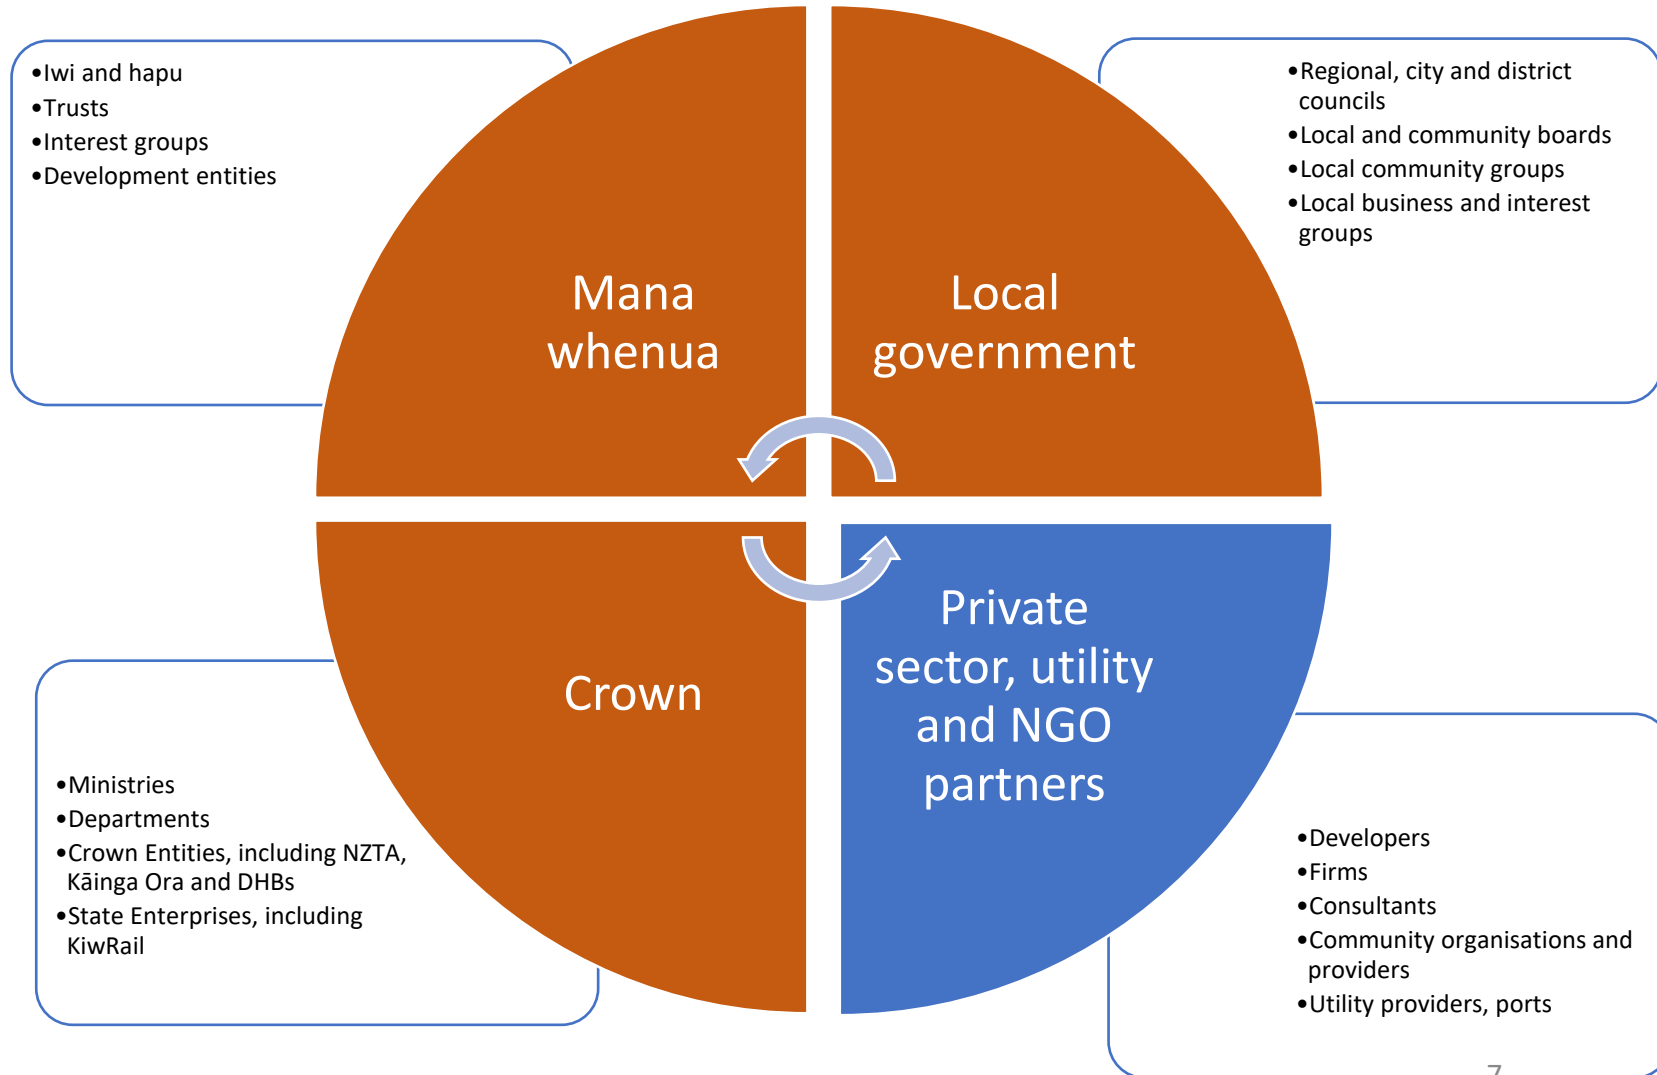 •Iwi and hapu
•Trusts
•Interest groups
•Development entities
Mana
whenua
Local
government
•Regional, city and district
councils
•Local and community boards
•Local community groups
•Local business and interest
groups
Crown
•Ministries
•Departments
•Crown Entities, including NZTA,
Kāinga Ora and DHBs
•State Enterprises, including
KiwRail
Private
sector, utility
and NGO
partners
•Developers
•Firms
•Consultants
•Community organisations and
providers
•Utility providers, ports
7